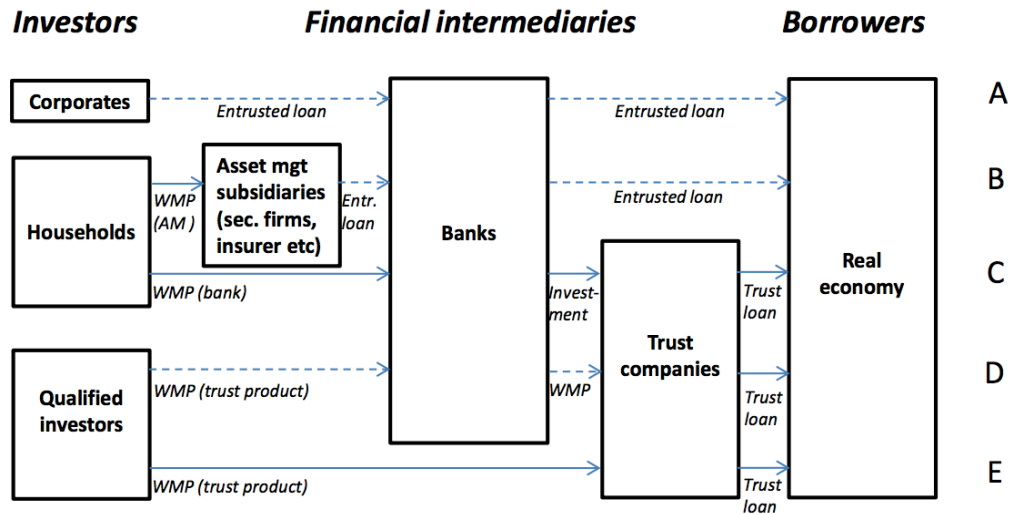 Investors Financial intermediaries Borrowers
Corporates
Entrusted loan
Entrusted loan
A
Households
WMP
(AM )
Asset mgt
subsidiaries
(sec. firms,
insurer etc)
Entr.
loan
Banks
Entrusted loan
B
WMP (bank)
Invest-
ment
Trust
loan
Real
economy
C
Qualified
investors
WMP (trust product)
WMP
Trust
companies
Trust
loan
D
WMP (trust product)
Trust
loan
E